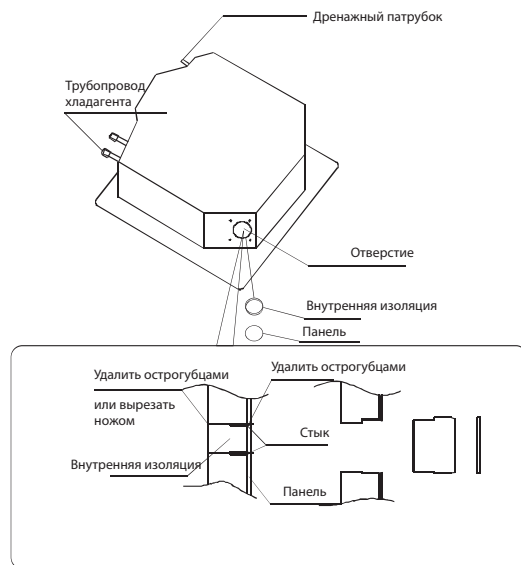 Дренажный патрубок
Трубопровод
хладагента
Отверстие
Внутренняя изоляция
Панель
Удалить острогубцами
Удалить острогубцами
или вырезать
ножом
Стык
Внутренняя изоляция
Панель